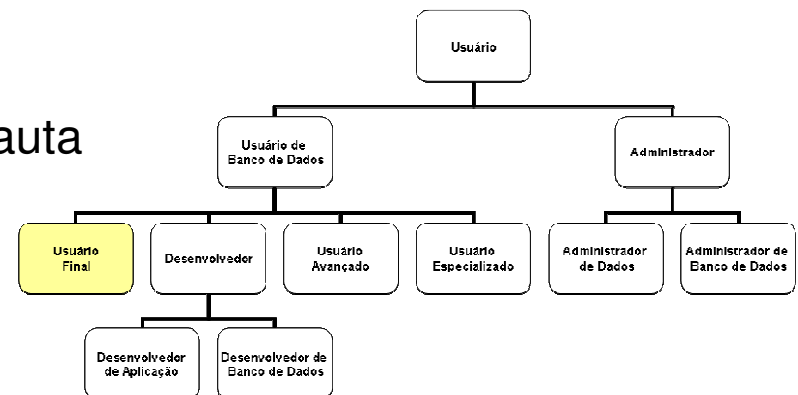 Usuário
auta
Usuário de
Banco de Dados
Administrador
Usuário
Final
Desenvolvedor
Usuário
Avançado
Usuário
Especializado
Administrador
de Dados
Administrador de
Banco de Dados
Desenvolvedor
de Aplicação
Desenvolvedor de
Banco de Dados